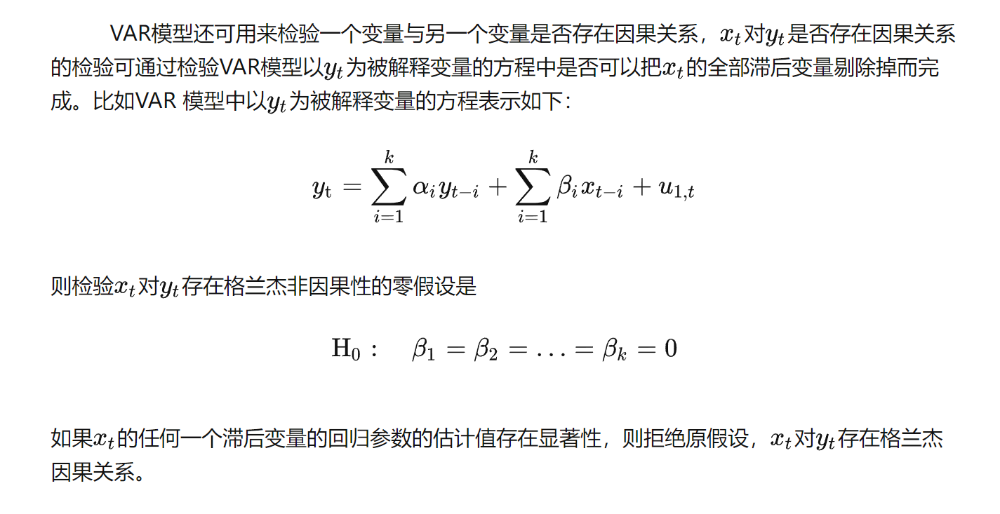 VAR模型还可用来检验一个变量与另一个变量是否存在因果关系，$x_t$对$y_t$是否存在因果关系
的检验可通过检验VAR模型以$y_t$为被解释变量的方程中是否可以把$x_t$的全部滞后变量剔除掉而完
成。比如VAR 模型中以$y_t$为被解释变量的方程表示如下：
$y_{\mathrm{t}} = \sum_{i=1}^{k} \alpha_i y_{t-i} + \sum_{i=1}^{k} \beta_i x_{t-i} + u_{1,t}$
则检验$x_t$对$y_t$存在格兰杰非因果性的零假设是
$\mathrm{H}_0: \quad \beta_1 = \beta_2 = \ldots = \beta_k = 0$
如果$x_t$的任何一个滞后变量的回归参数的估计值存在显著性，则拒绝原假设，$x_t$对$y_t$存在格兰杰
因果关系。